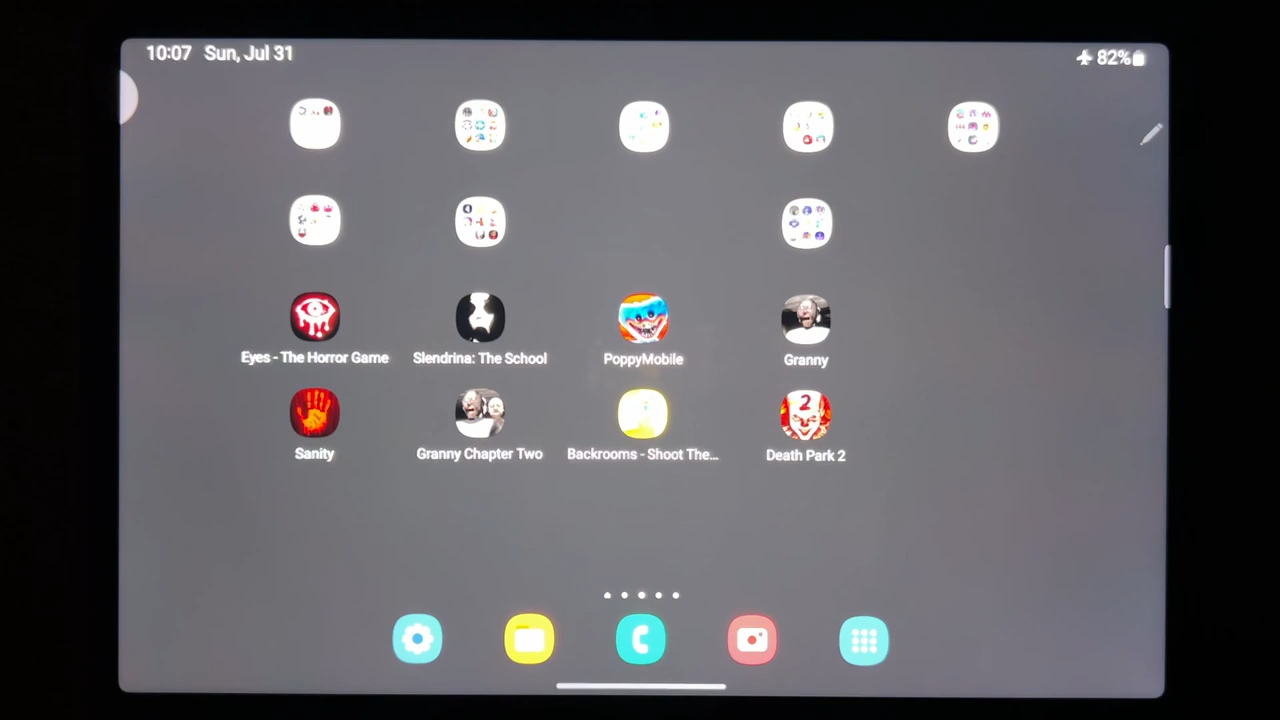 10:07 Sun, Jul 31
82%
Eyes - The Horror Game
Slendrina: The School
PoppyMobile
Granny
2
Sanity
Granny Chapter Two
Backrooms - Shoot The...
Death Park 2